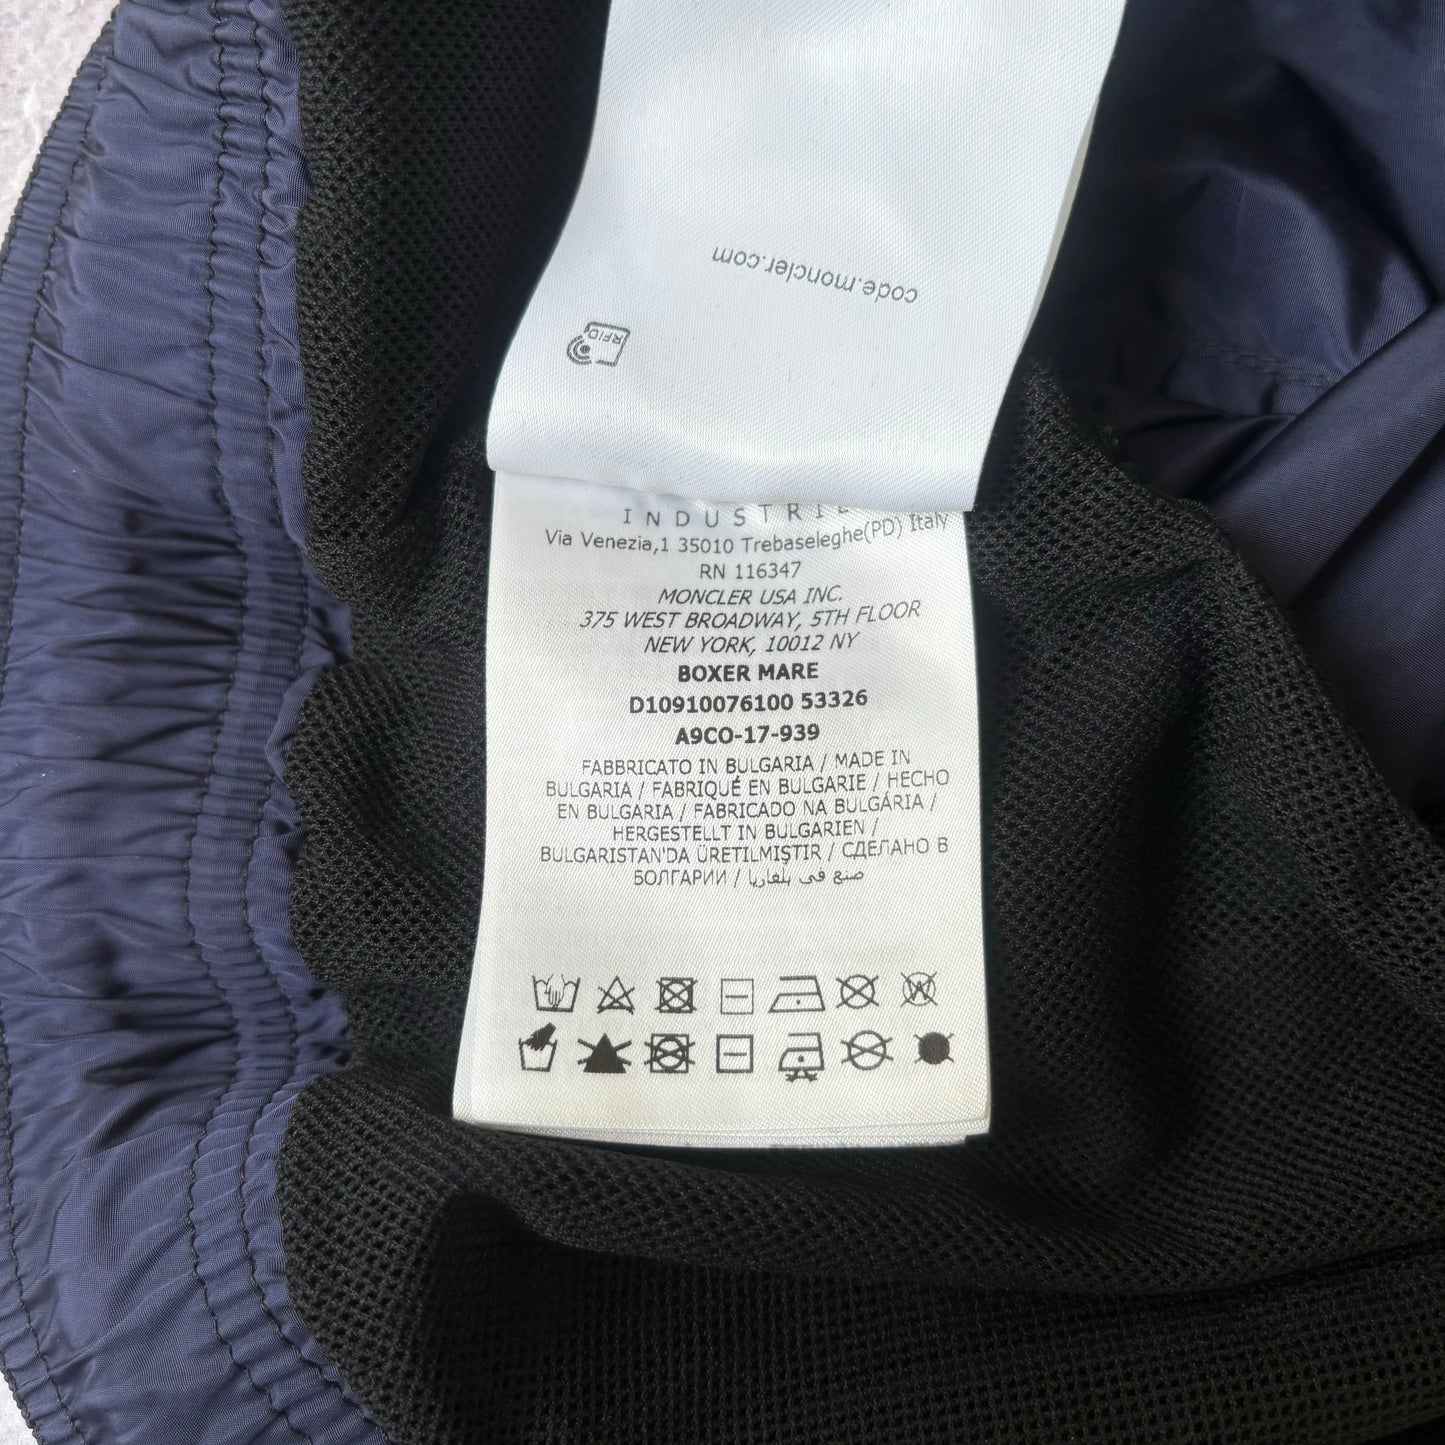 code.moncler.com
RFID
INDUSTRIE
Via Venezia,1 35010 Trebaseleghe(PD) Italy
RN 116347
MONCLER USA INC.
375 WEST BROADWAY, 5TH FLOOR
NEW YORK, 10012 NY
BOXER MARE
D10910076100 53326
A9CO-17-939
FABBRICATO IN BULGARIA / MADE IN
BULGARIA / FABRIQUÉ EN BULGARIE / HECHO
EN BULGARIA / FABRICADO NA BULGÁRIA /
HERGESTELLT IN BULGARIEN /
BULGARISTAN'DA ÜRETILMIŞTIR / СДЕЛАНО В
БОЛГАРИИ / صنع في بلغاريا
W